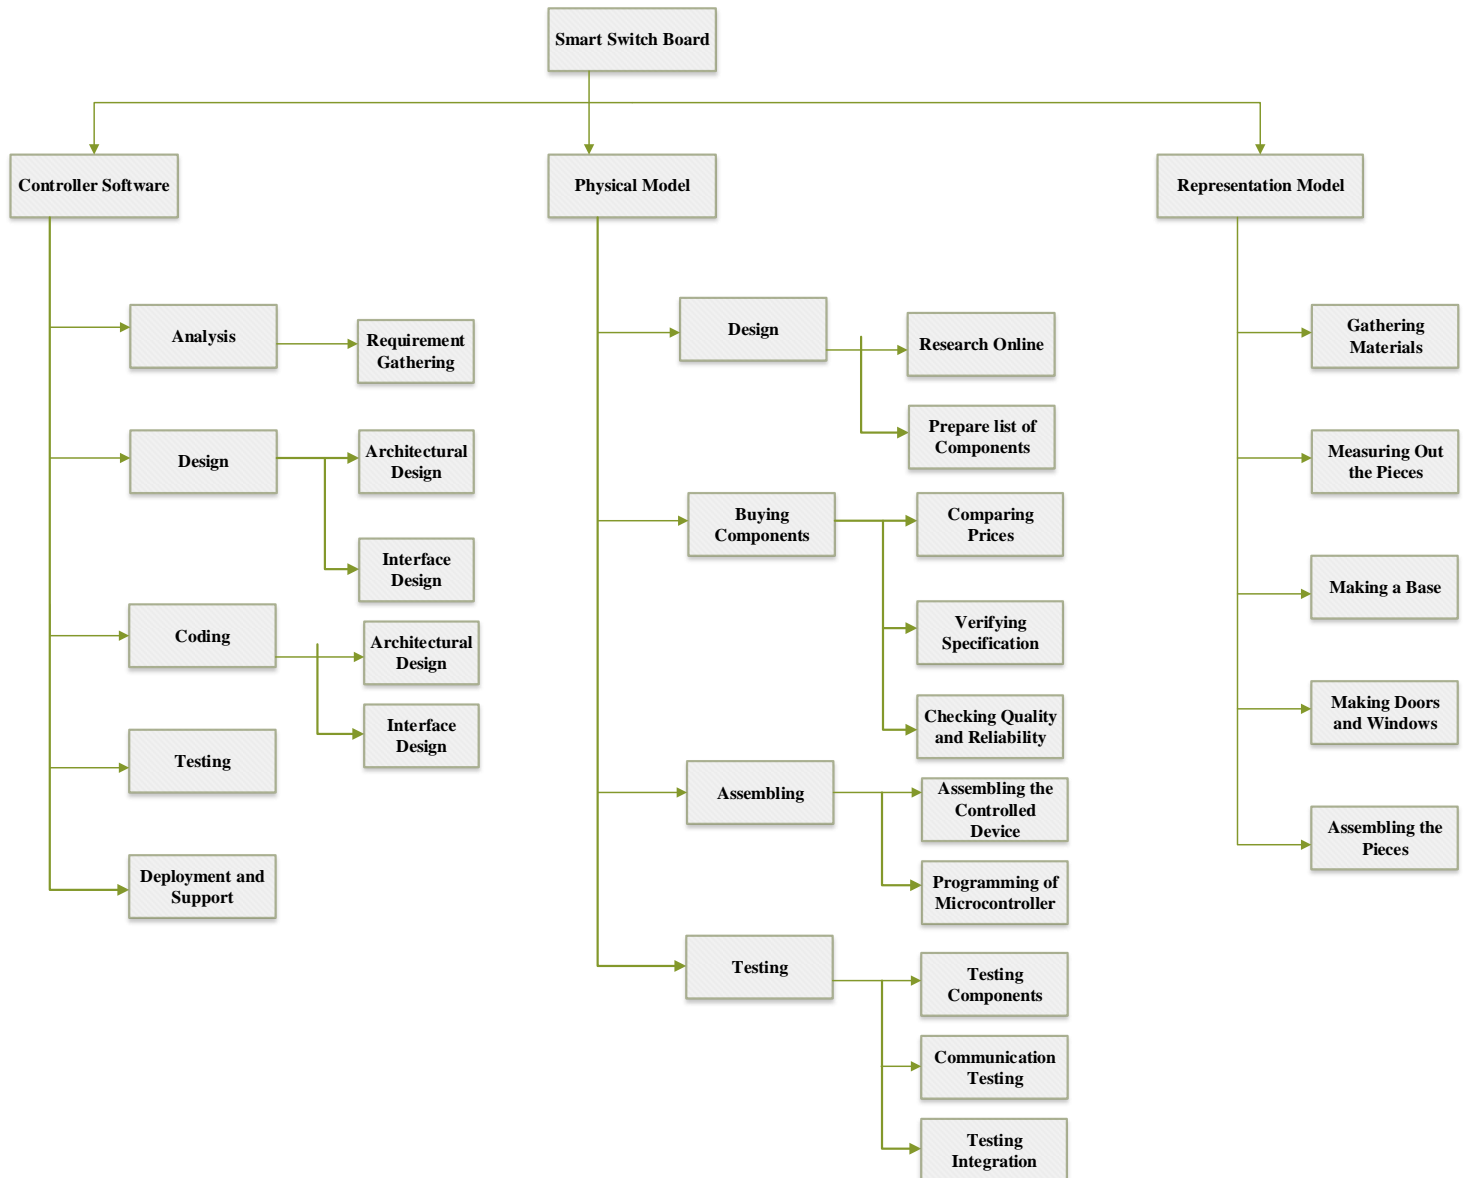 Smart Switch Board
Controller Software
Physical Model
Representation Model
Analysis
Requirement
Gathering
Design
Architectural
Design
Interface
Design
Coding
Architectural
Design
Interface
Design
Testing
Deployment and
Support
Design
Research Online
Prepare list of
Components
Buying
Components
Comparing
Prices
Verifying
Specification
Checking Quality
and Reliability
Assembling
Assembling the
Controlled
Device
Programming of
Microcontroller
Testing
Testing
Components
Communication
Testing
Testing
Integration
Gathering
Materials
Measuring Out
the Pieces
Making a Base
Making Doors
and Windows
Assembling the
Pieces